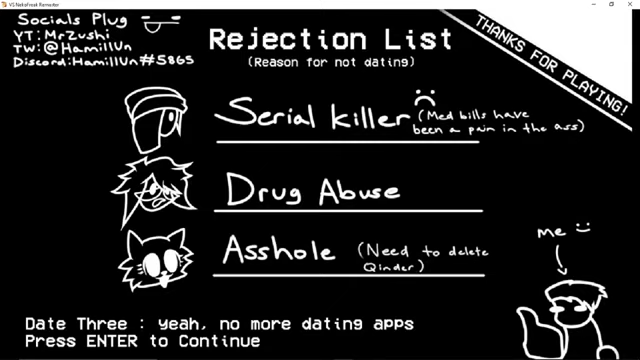 VS NekoFreak Remaster
Socials Plug
YT: MrZushi
TW: @HamillUn
Discord: HamillUn#5865
Rejection List
(Reason for not dating)
THANKS FOR PLAYING!
Serial Killer :(
(Med bills have
been a pain in the ass)
Drug Abuse
Asshole
(Need to delete
Qinder)
me :)
Date Three : yeah, no more dating apps
Press ENTER to Continue